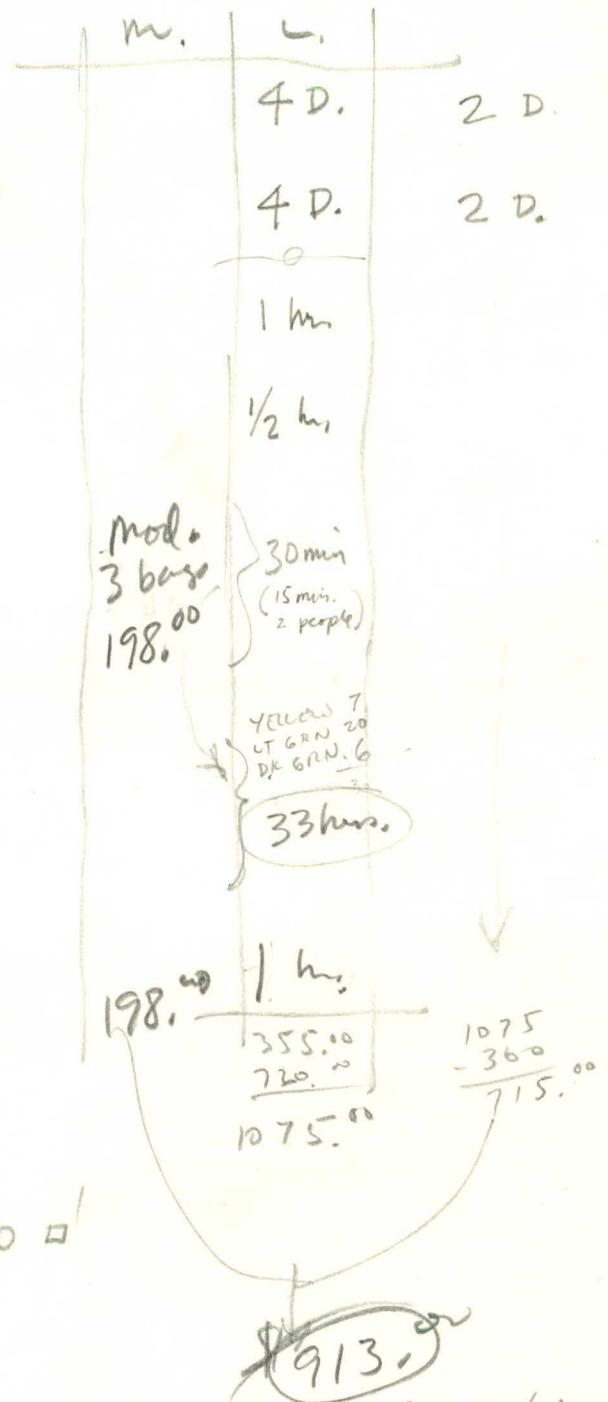 m. L.
4 D. 2 D.
4 D. 2 D.
1 hr.
1/2 hr.
Mod.
3 bags
198.00
30 min
(15 min.
2 people)
YELLOW 7
LT GRN 20
DK GRN. 6
33 hrs.
1 hr.
198.00
355.00
720.00
1075.00
1075
-360
715.00
913.00